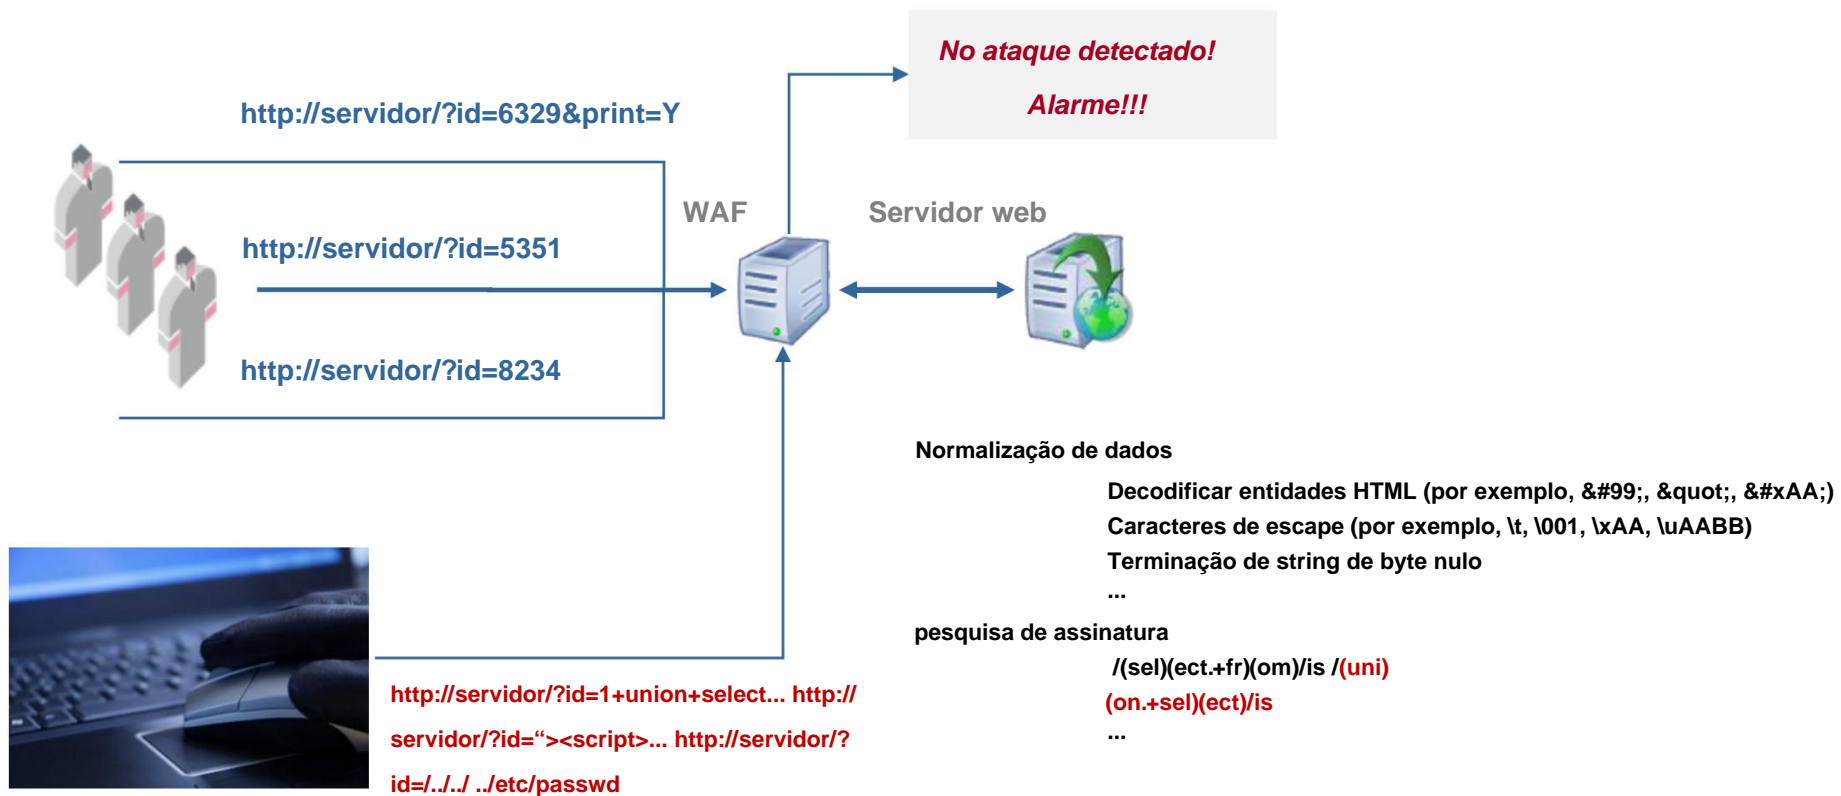 No ataque detectado!
Alarme!!!
http://servidor/?id=6329&print=Y
WAF
Servidor web
http://servidor/?id=5351
http://servidor/?id=8234
Normalização de dados
Decodificar entidades HTML (por exemplo, &#99;, &quot;, &#xAA;)
Caracteres de escape (por exemplo, \t, \001, \xAA, \uAABB)
Terminação de string de byte nulo
...
pesquisa de assinatura
/(sel)(ect.+fr)(om)/is /(uni)
(on.+sel)(ect)/is
...
http://servidor/?id=1+union+select... http://
servidor/?id=“><script>... http://servidor/?
id=/../../ ../etc/passwd